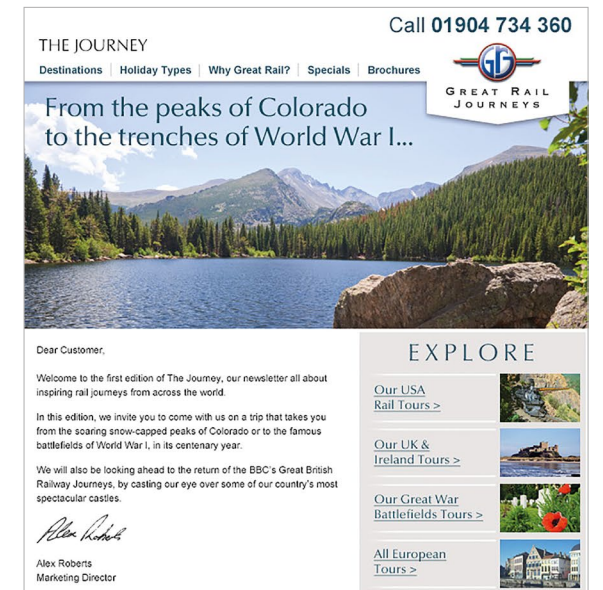 Call 01904 734 360
THE JOURNEY
Destinations | Holiday Types | Why Great Rail? | Specials | Brochures
GREAT RAIL
JOURNEYS
From the peaks of Colorado
to the trenches of World War I...
Dear Customer,
Welcome to the first edition of The Journey, our newsletter all about
inspiring rail journeys from across the world.
In this edition, we invite you to come with us on a trip that takes you
from the soaring snow-capped peaks of Colorado or to the famous
battlefields of World War I, in its centenary year.
We will also be looking ahead to the return of the BBC's Great British
Railway Journeys, by casting our eye over some of our country's most
spectacular castles.
Alex Roberts
Alex Roberts
Marketing Director
EXPLORE
Our USA
Rail Tours >
Our UK &
Ireland Tours >
Our Great War
Battlefields Tours >
All European
Tours >